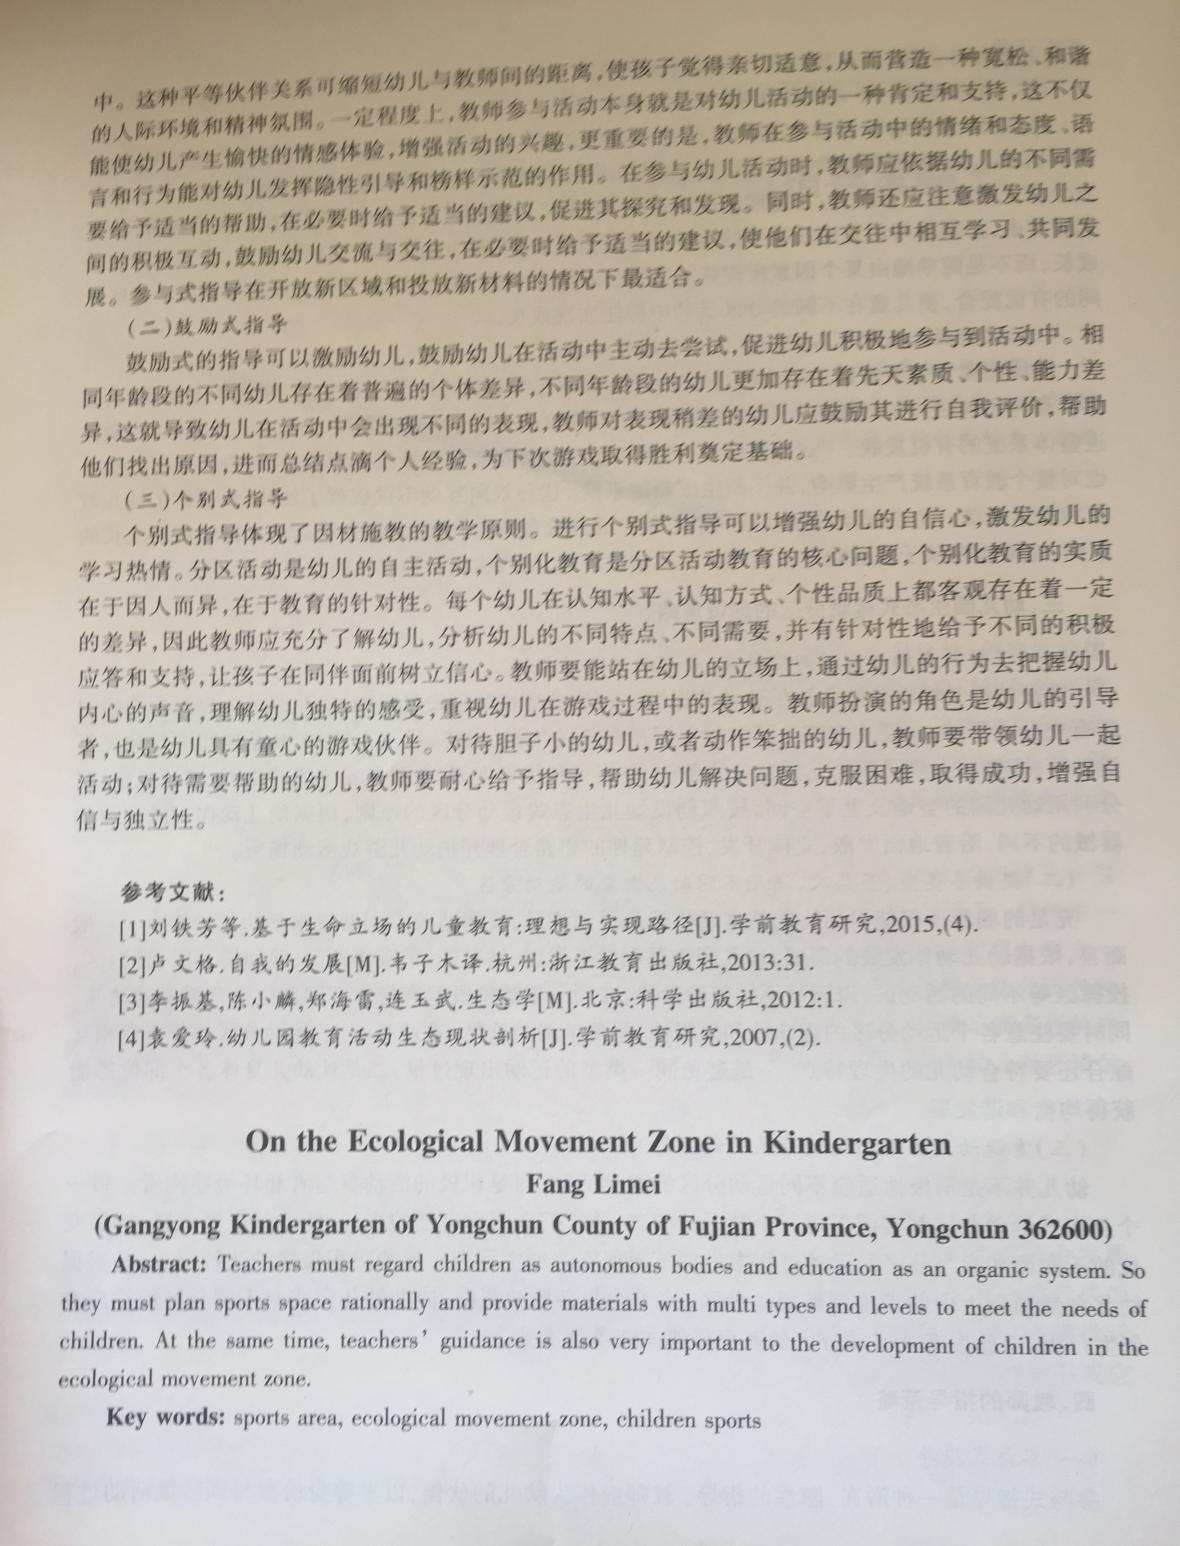 中。这种平等伙伴关系可缩短幼儿与教师间的距离,使孩子觉得亲切适意,从而营造一种宽松、和谐
的人际环境和精神氛围。一定程度上,教师参与活动本身就是对幼儿活动的一种肯定和支持,这不仅
能使幼儿产生愉快的情感体验,增强活动的兴趣,更重要的是,教师在参与活动中的情绪和态度、语
言和行为能对幼儿发挥隐性引导和榜样示范的作用。在参与幼儿活动时,教师应依据幼儿的不同需
要给予适当的帮助,在必要时给予适当的建议,促进其探究和发现。同时,教师还应注意激发幼儿之
间的积极互动,鼓励幼儿交流与交往,在必要时给予适当的建议,使他们在交往中相互学习、共同发
展。参与式指导在开放新区域和投放新材料的情况下最适合。
(二)鼓励式指导
鼓励式的指导可以激励幼儿,鼓励幼儿在活动中主动去尝试,促进幼儿积极地参与到活动中。相
同年龄段的不同幼儿存在着普遍的个体差异,不同年龄段的幼儿更加存在着先天素质、个性、能力差
异,这就导致幼儿在活动中会出现不同的表现,教师对表现稍差的幼儿应鼓励其进行自我评价,帮助
他们找出原因,进而总结点滴个人经验,为下次游戏取得胜利奠定基础。
(三)个别式指导
个别式指导体现了因材施教的教学原则。进行个别式指导可以增强幼儿的自信心,激发幼儿的
学习热情。分区活动是幼儿的自主活动,个别化教育是分区活动教育的核心问题,个别化教育的实质
在于因人而异,在于教育的针对性。每个幼儿在认知水平、认知方式、个性品质上都客观存在着一定
的差异,因此教师应充分了解幼儿,分析幼儿的不同特点、不同需要,并有针对性地给予不同的积极
应答和支持,让孩子在同伴面前树立信心。教师要能站在幼儿的立场上,通过幼儿的行为去把握幼儿
内心的声音,理解幼儿独特的感受,重视幼儿在游戏过程中的表现。教师扮演的角色是幼儿的引导
者,也是幼儿具有童心的游戏伙伴。对待胆子小的幼儿,或者动作笨拙的幼儿,教师要带领幼儿一起
活动;对待需要帮助的幼儿,教师要耐心给予指导,帮助幼儿解决问题,克服困难,取得成功,增强自
信与独立性。
参考文献:
[1]刘铁芳等.基于生命立场的儿童教育:理想与实现路径[J].学前教育研究,2015,(4).
[2]卢文格.自我的发展[M].韦子木译.杭州:浙江教育出版社,2013:31.
[3]李振基,陈小麟,郑海雷,连玉武.生态学[M].北京:科学出版社,2012:1.
[4]袁爱玲.幼儿园教育活动生态现状剖析[J].学前教育研究,2007,(2).
On the Ecological Movement Zone in Kindergarten
Fang Limei
(Gangyong Kindergarten of Yongchun County of Fujian Province, Yongchun 362600)
Abstract: Teachers must regard children as autonomous bodies and education as an organic system. So
they must plan sports space rationally and provide materials with multi types and levels to meet the needs of
children. At the same time, teachers' guidance is also very important to the development of children in the
ecological movement zone.
Key words: sports area, ecological movement zone, children sports